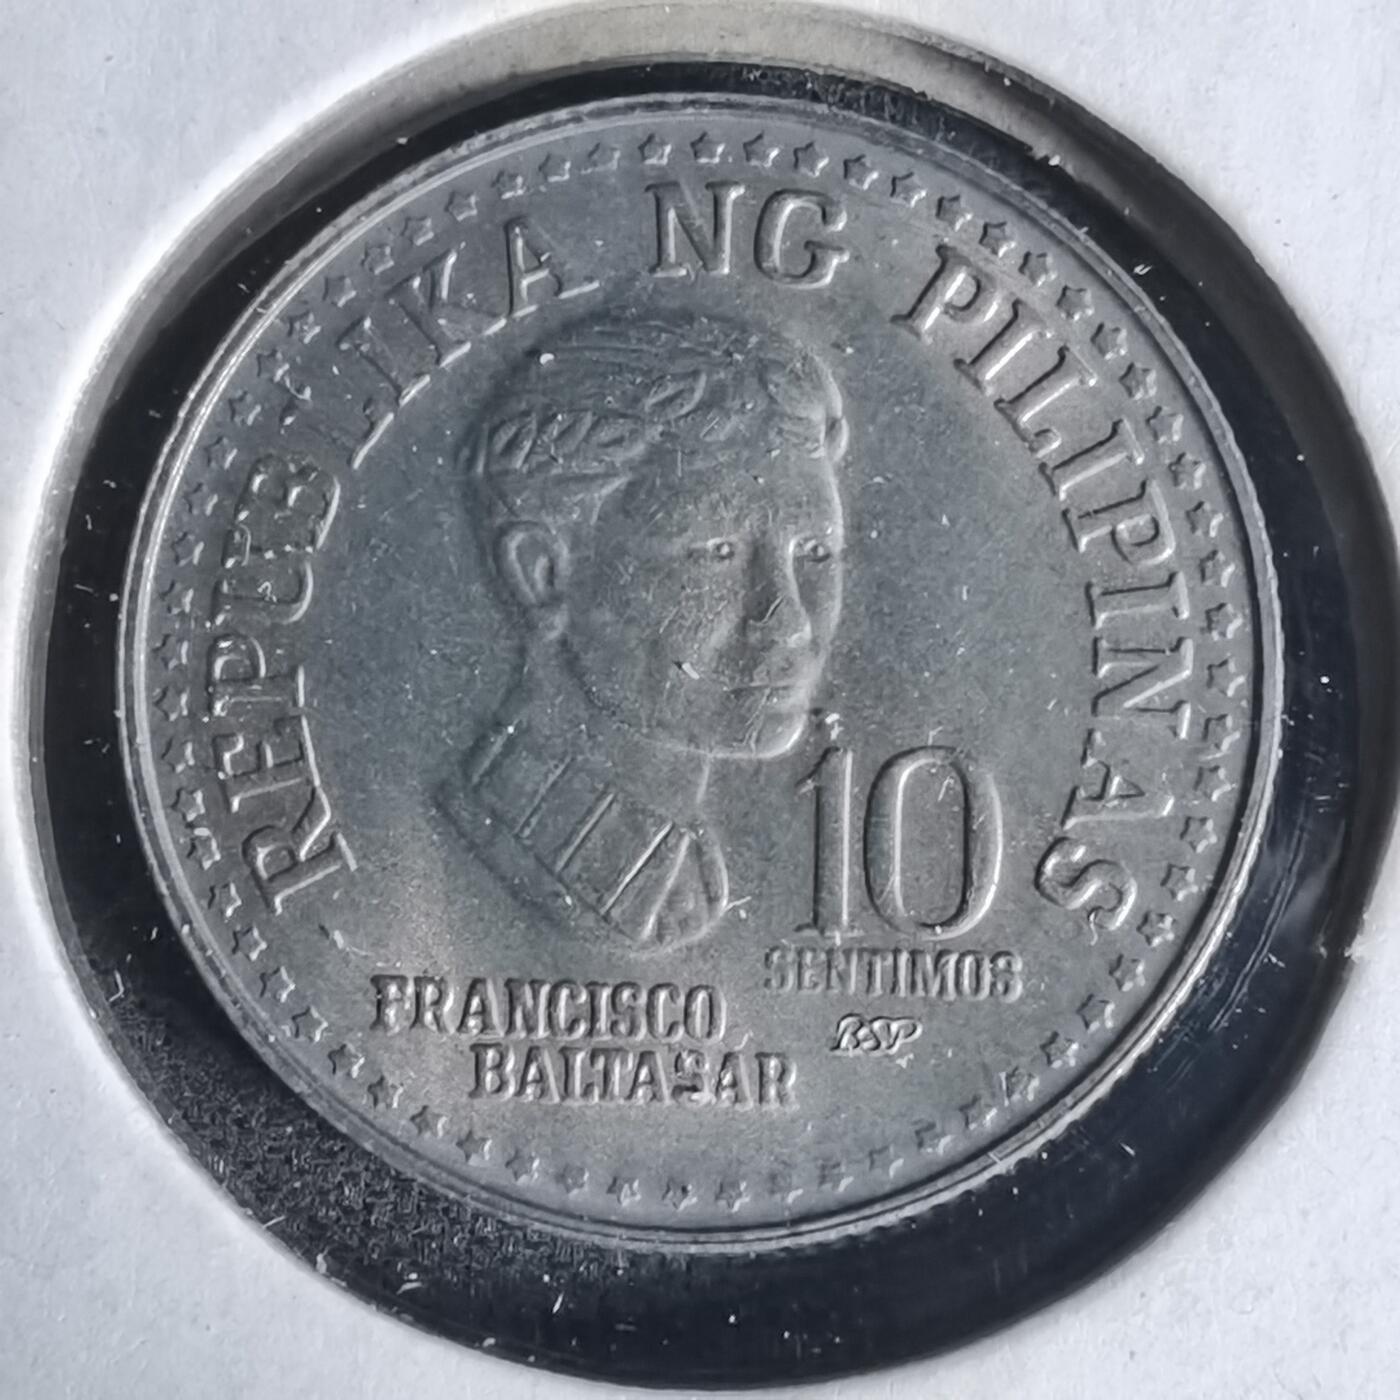 REPUBLIKA NG PILIPINAS
10
SENTIMOS
FRANCISCO
BALTASAR
BSP